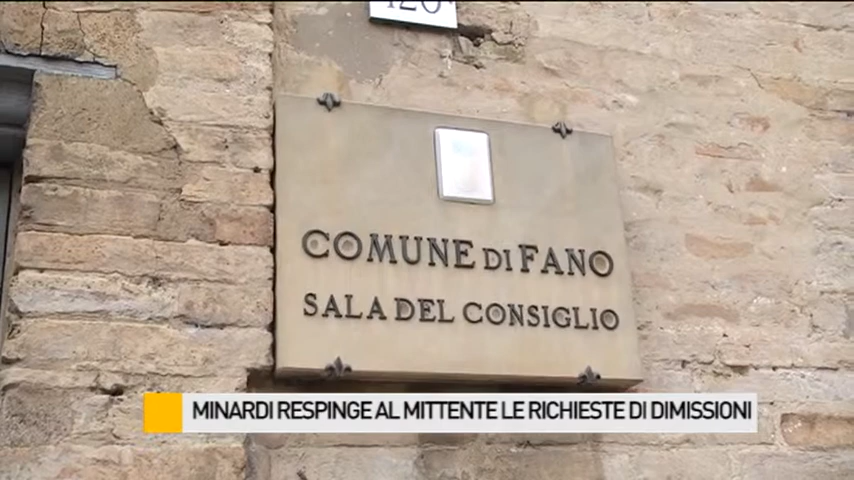 COMUNE DI FANO
SALA DEL CONSIGLIO
MINARDI RESPINGE AL MITTENTE LE RICHIESTE DI DIMISSIONI